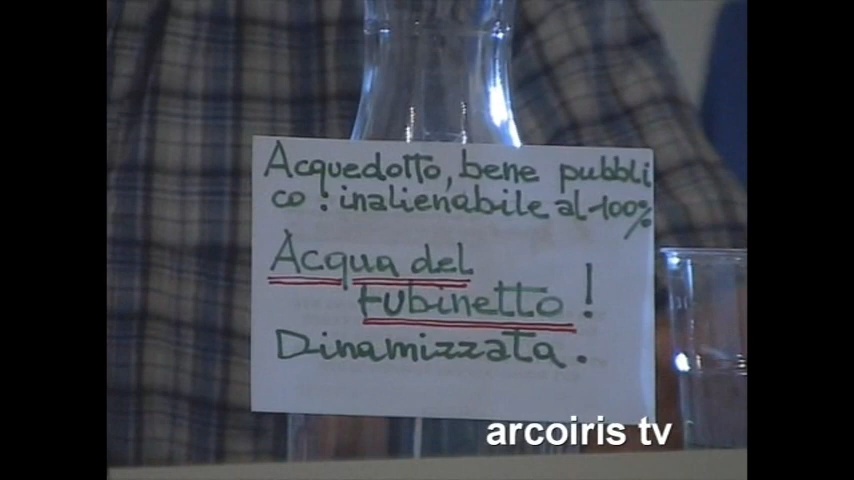 Acquedotto, bene pubbli
co: inalienabile al 100%
Acqua del
rubinetto!
Dinamizzata.
arcoiris tv